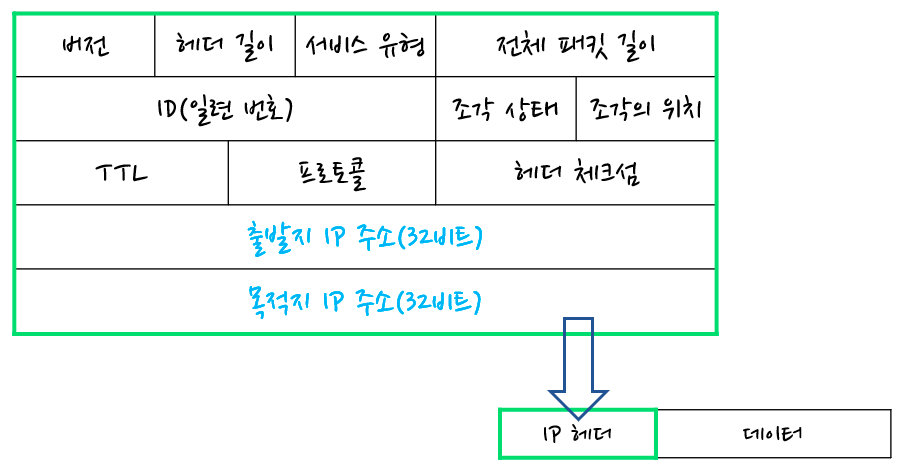 버전 헤더 길이 서비스 유형 전체 패킷 길이
ID(일련 번호) 조각 상태 조각의 위치
TTL 프로토콜 헤더 체크섬
출발지 IP 주소(32비트)
목적지 IP 주소(32비트)
IP 헤더 데이터